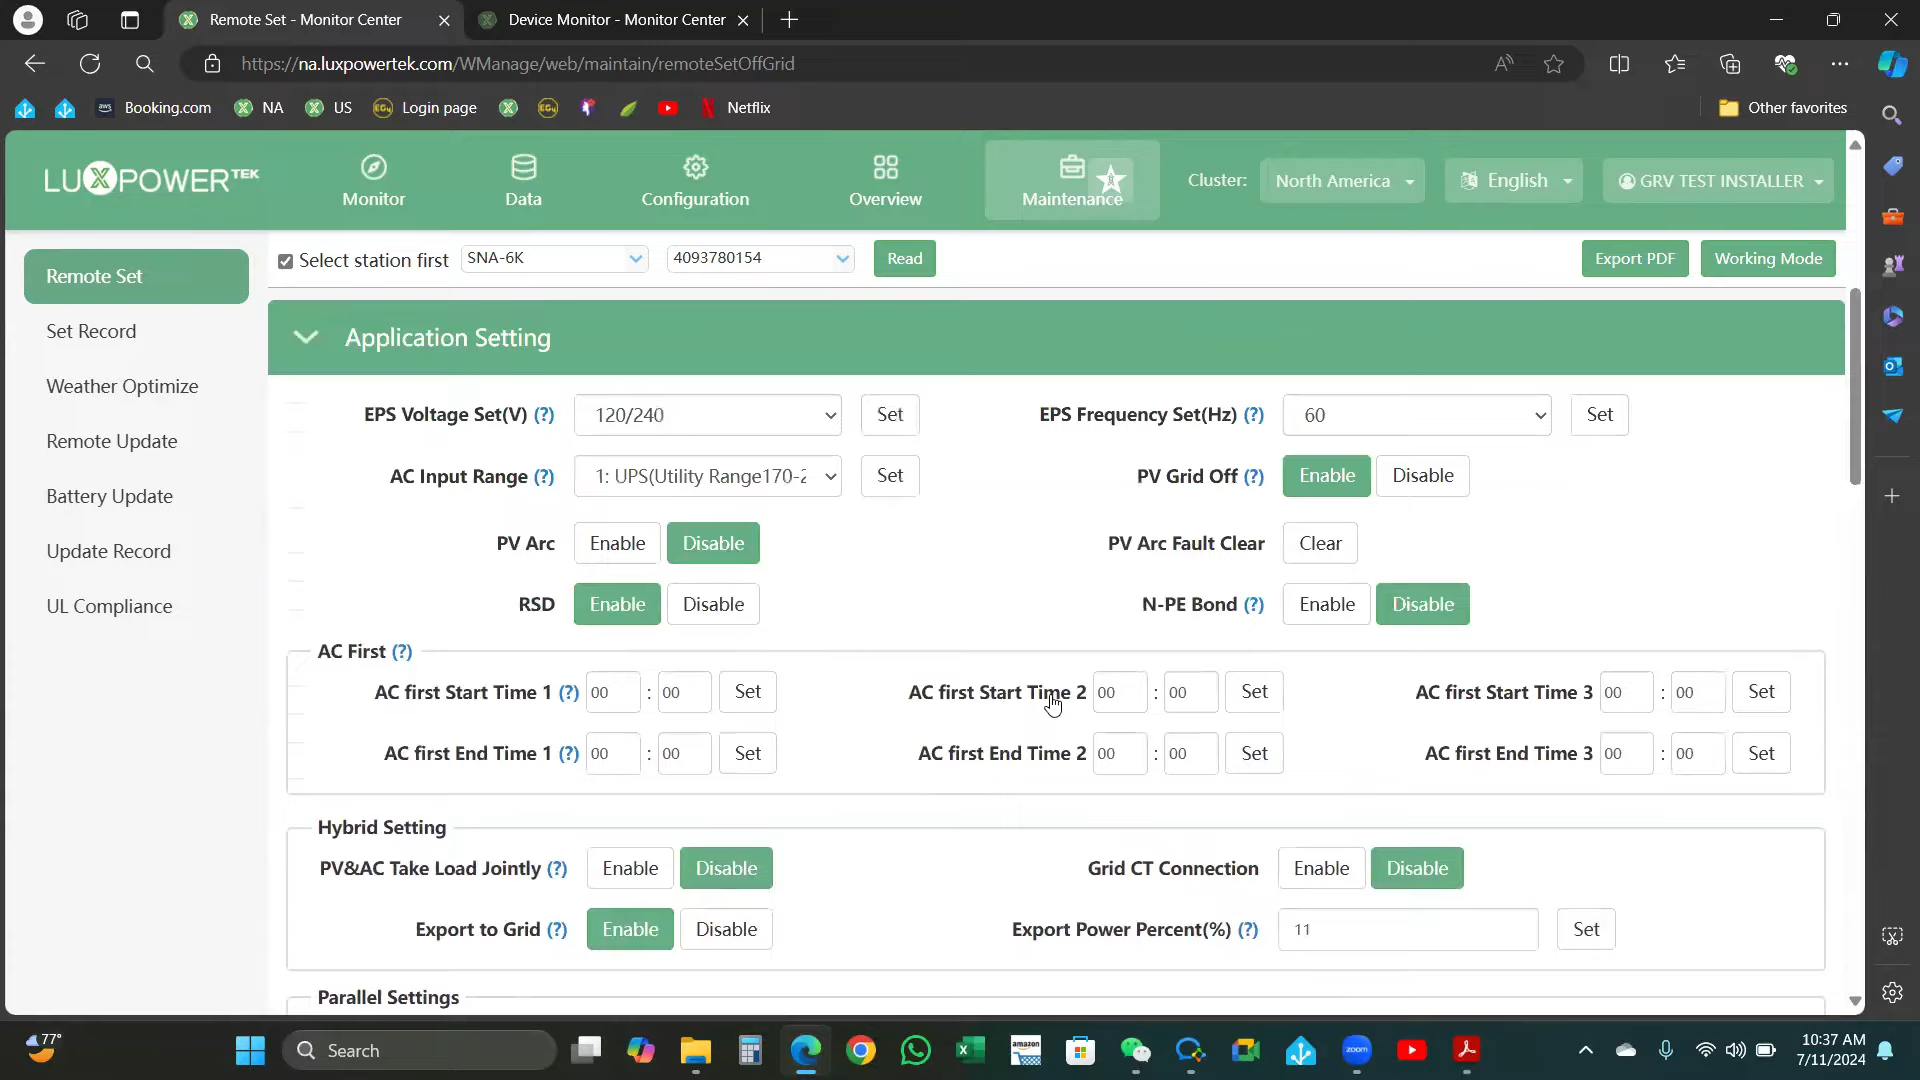 Remote Set - Monitor Center
Device Monitor - Monitor Center
https://na.luxpowertek.com/WManage/web/maintain/remoteSetOffGrid
aws Booking.com NA US EG4 Login page EG4 Netflix Other favorites
LUXPOWERTEK
Monitor Data Configuration Overview Maintenance
Cluster: North America English GRV TEST INSTALLER
Remote Set
Set Record
Weather Optimize
Remote Update
Battery Update
Update Record
UL Compliance
Select station first SNA-6K 4093780154 Read Export PDF Working Mode
Application Setting
EPS Voltage Set(V) (?) 120/240 Set EPS Frequency Set(Hz) (?) 60 Set
AC Input Range (?) 1: UPS(Utility Range170-2 Set PV Grid Off (?) Enable Disable
PV Arc Enable Disable PV Arc Fault Clear Clear
RSD Enable Disable N-PE Bond (?) Enable Disable
AC First (?)
AC first Start Time 1 (?) 00 : 00 Set AC first Start Time 2 00 : 00 Set AC first Start Time 3 00 : 00 Set
AC first End Time 1 (?) 00 : 00 Set AC first End Time 2 00 : 00 Set AC first End Time 3 00 : 00 Set
Hybrid Setting
PV&AC Take Load Jointly (?) Enable Disable Grid CT Connection Enable Disable
Export to Grid (?) Enable Disable Export Power Percent(%) (?) 11 Set
Parallel Settings
77°
Search
amazon
zoom
10:37 AM
7/11/2024